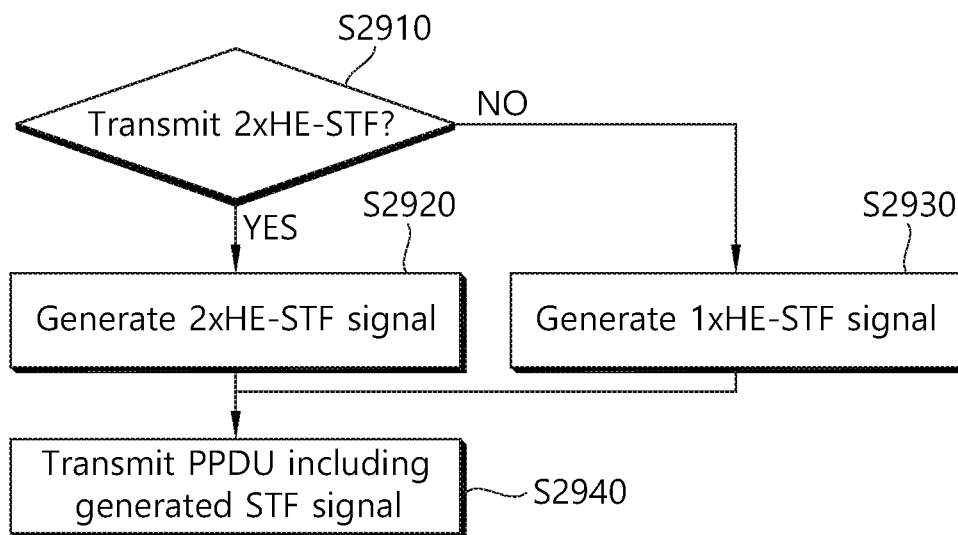 S2910
Transmit 2xHE-STF?
NO
YES
S2920
S2930
Generate 2xHE-STF signal
Generate 1xHE-STF signal
Transmit PPDU including
generated STF signal
S2940